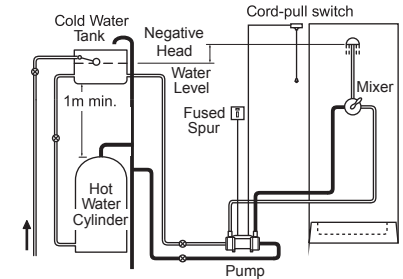 Cord-pull switch
Cold Water
Tank
Negative
Head
Water
Level
1m min.
Fused
Spur
Mixer
Hot
Water
Cylinder
Pump